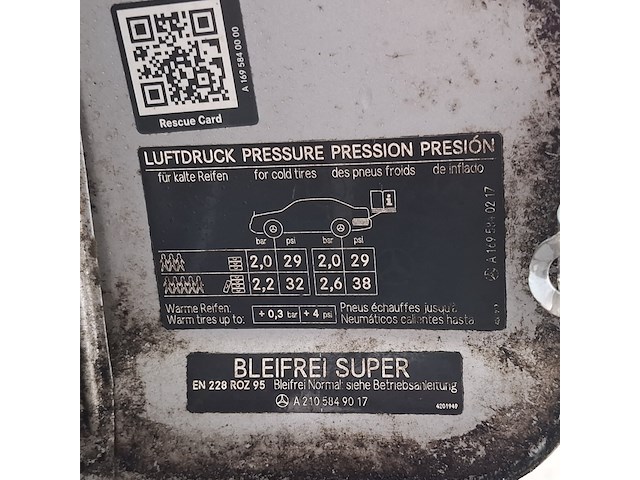 A 169 584 00 00
Rescue Card
LUFTDRUCK PRESSURE PRESSION PRESIÓN
für kalte Reifen for cold tires des pneus froids de inflado
bar psi bar psi
2,0 29 2,0 29
2,2 32 2,6 38
Warme Reifen: Pneus échauffes jusqu'à
Warm tires up to: + 0,3 bar + 4 psi Neumáticos calientes hasta
A 169 584 02 17
BLEIFREI SUPER
EN 228 ROZ 95 Bleifrei Normal: siehe Betriebsanleitung
A 210 584 90 17
4201949